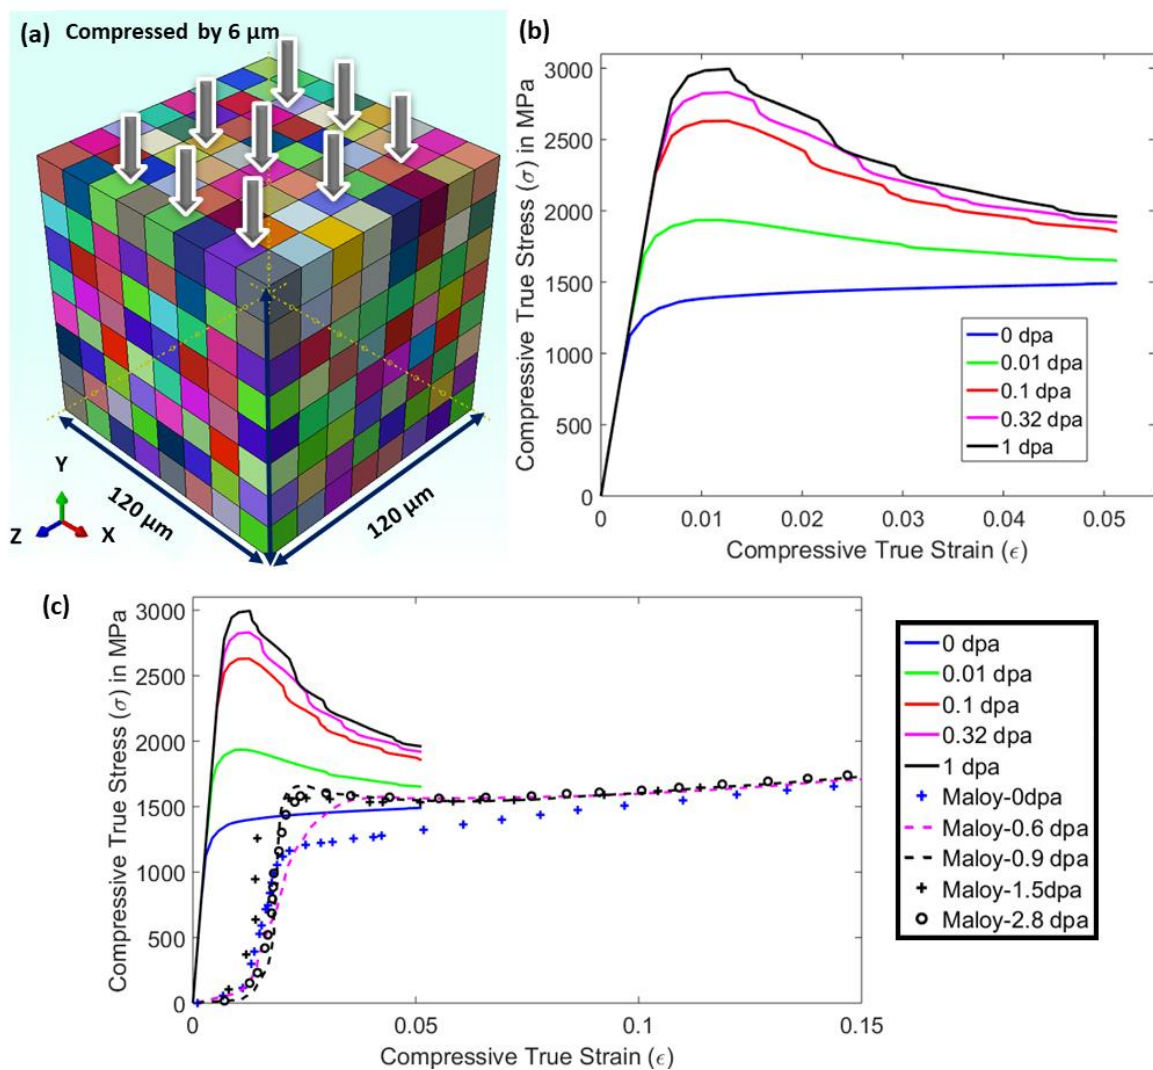 (a) Compressed by 6 µm
120 µm
120 µm
Y
Z
X
(b)
3000
2500
2000
1500
1000
500
0
Compressive True Stress (σ) in MPa
0 dpa
0.01 dpa
0.1 dpa
0.32 dpa
1 dpa
0 0.01 0.02 0.03 0.04 0.05
Compressive True Strain (ϵ)
(c)
3000
2500
2000
1500
1000
500
0
Compressive True Stress (σ) in MPa
0 0.05 0.1 0.15
Compressive True Strain (ϵ)
0 dpa
0.01 dpa
0.1 dpa
0.32 dpa
1 dpa
Maloy-0dpa
Maloy-0.6 dpa
Maloy-0.9 dpa
Maloy-1.5dpa
Maloy-2.8 dpa